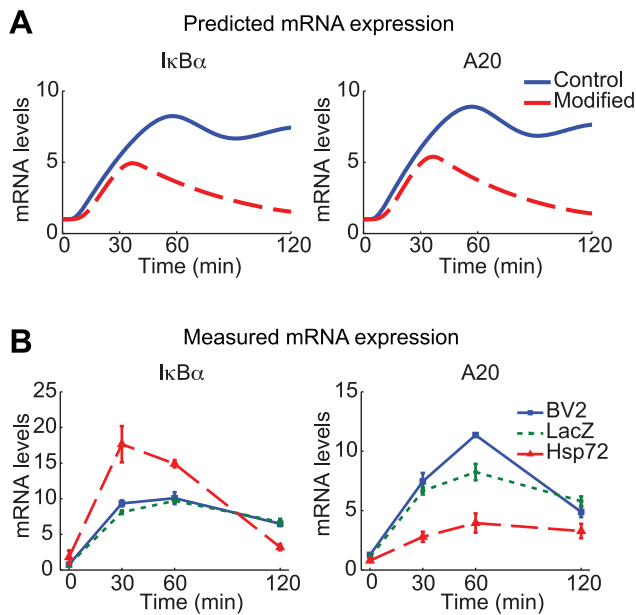 A
Predicted mRNA expression
IκBα
A20
mRNA levels
10
5
0
0 30 60 120
Time (min)
mRNA levels
10
5
0
0 30 60 120
Time (min)
Control
Modified
B
Measured mRNA expression
IκBα
A20
mRNA levels
25
20
15
10
5
0
0 30 60 120
Time (min)
mRNA levels
15
10
5
0
0 30 60 120
Time (min)
BV2
LacZ
Hsp72